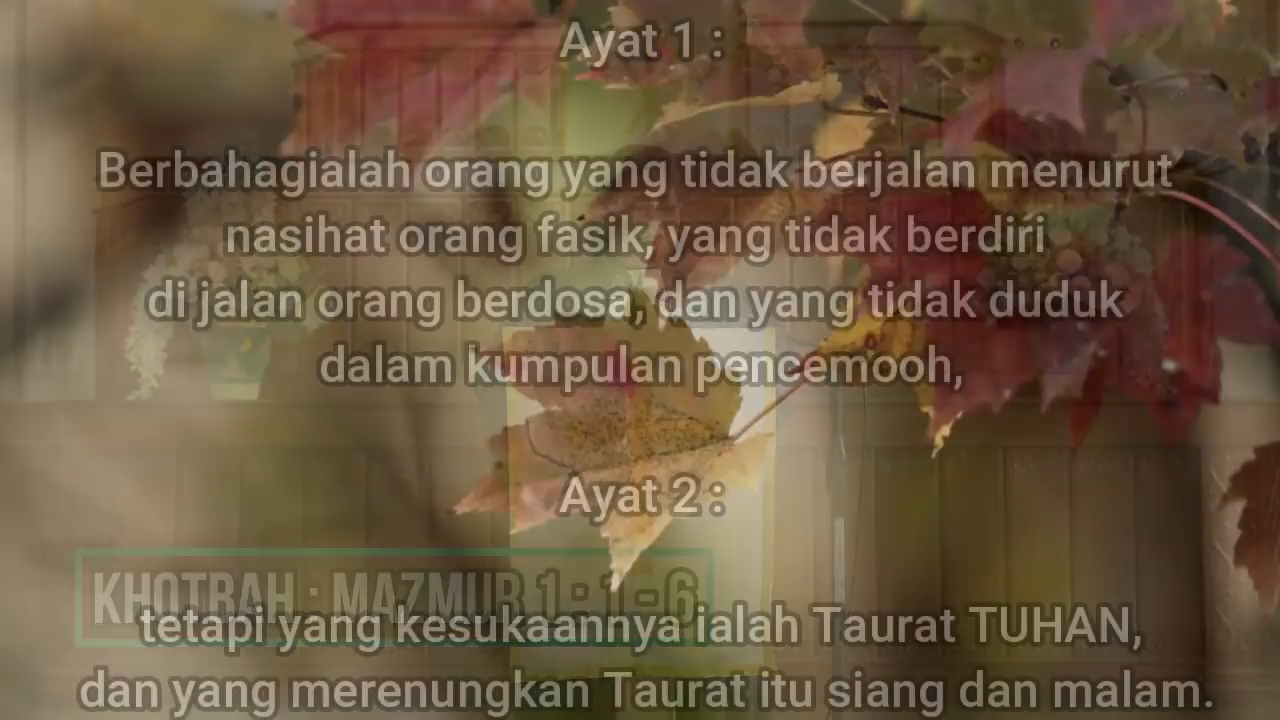 Ayat 1 :
Berbahagialah orang yang tidak berjalan menurut
nasihat orang fasik, yang tidak berdiri
di jalan orang berdosa, dan yang tidak duduk
dalam kumpulan pencemooh,
Ayat 2 :
KHOTBAH : MAZMUR 1 : 1 - 6
tetapi yang kesukaannya ialah Taurat TUHAN,
dan yang merenungkan Taurat itu siang dan malam.